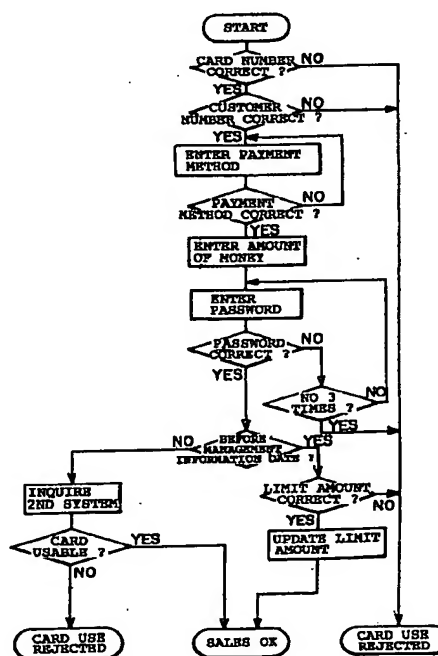 START
CARD NUMBER
CORRECT ?
NO
YES
CUSTOMER
NUMBER CORRECT ?
NO
YES
ENTER PAYMENT
METHOD
PAYMENT
METHOD CORRECT ?
NO
YES
ENTER AMOUNT
OF MONEY
ENTER
PASSWORD
PASSWORD
CORRECT ?
NO
YES
NO 3
TIMES ?
NO
YES
BEFORE
MANAGEMENT
INFORMATION DATE ?
NO
YES
INQUIRE
2ND SYSTEM
LIMIT AMOUNT
CORRECT ?
NO
YES
CARD
USABLE ?
YES
NO
UPDATE LIMIT
AMOUNT
CARD USE
REJECTED
SALES OK
CARD USE
REJECTED